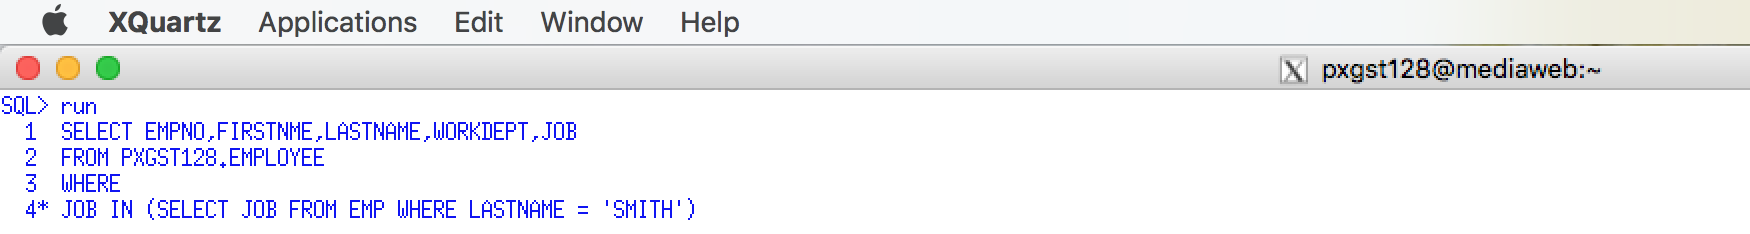 XQuartz Applications Edit Window Help
pxgst128@mediaweb:~
SQL> run
1 SELECT EMPNO,FIRSTNME,LASTNAME,WORKDEPT,JOB
2 FROM PXGST128.EMPLOYEE
3 WHERE
4* JOB IN (SELECT JOB FROM EMP WHERE LASTNAME = 'SMITH')